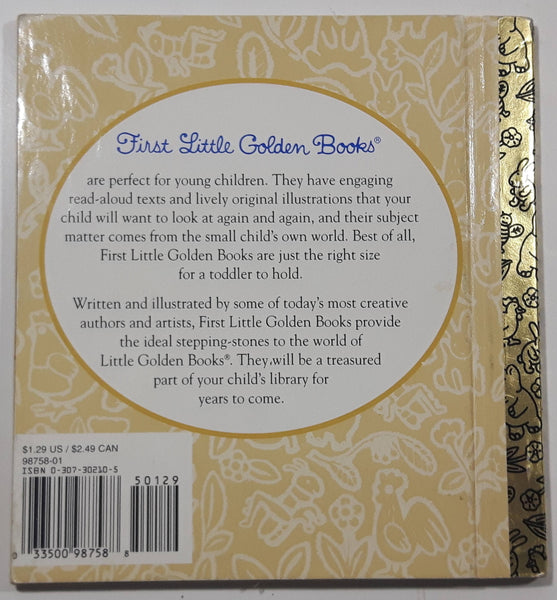 First Little Golden Books®
are perfect for young children. They have engaging
read-aloud texts and lively original illustrations that your
child will want to look at again and again, and their subject
matter comes from the small child's own world. Best of all,
First Little Golden Books are just the right size
for a toddler to hold.
Written and illustrated by some of today's most creative
authors and artists, First Little Golden Books provide
the ideal stepping-stones to the world of
Little Golden Books®. They will be a treasured
part of your child's library for
years to come.
$1.29 US / $2.49 CAN
98758-01
ISBN 0-307-30210-5
50129
0 33500 98758 8